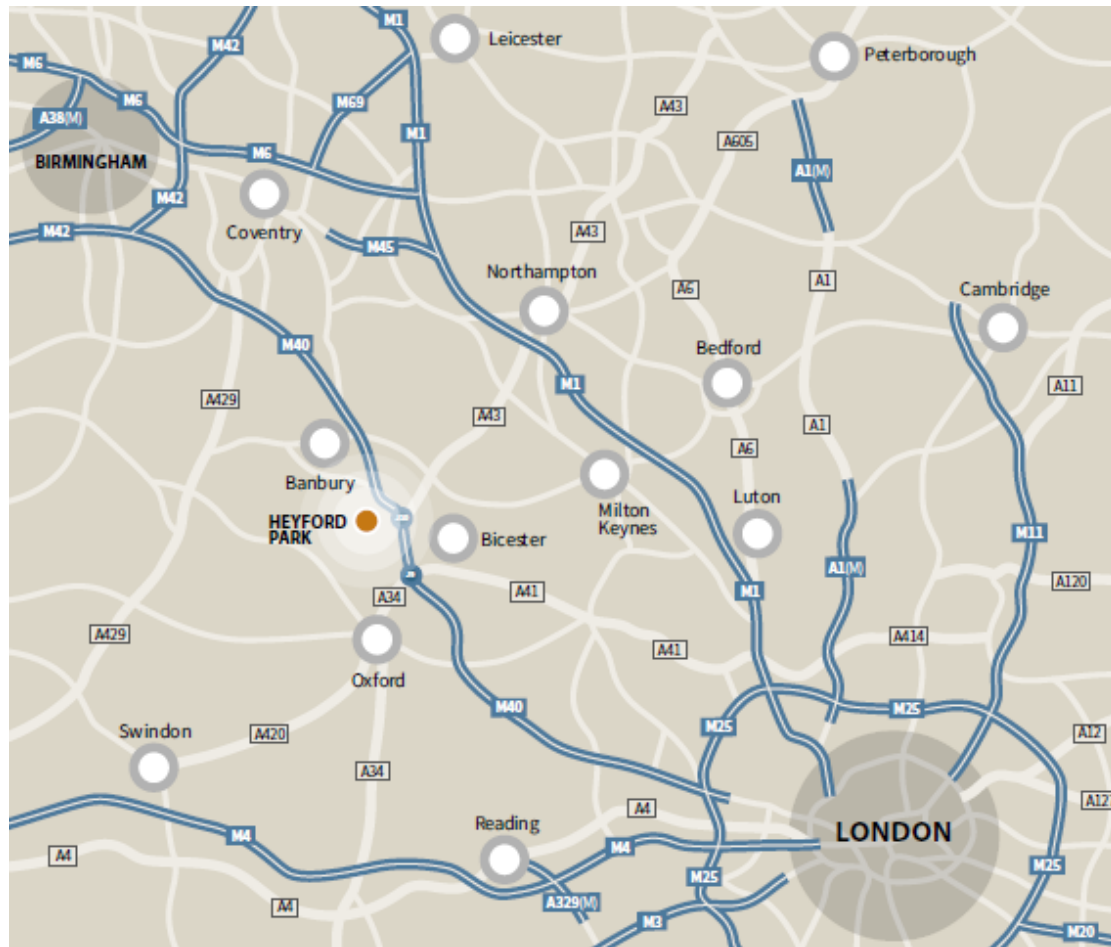 M1
Leicester
M42
Peterborough
M6
M6
M69
A43
A38(M)
M1
A605
BIRMINGHAM
M6
A1(M)
M42
M42
Coventry
M45
A43
Northampton
A6
A1
Cambridge
M40
Bedford
M1
A11
A429
A43
A1
A6
Banbury
Milton
Keynes
Luton
HEYFORD
PARK
Bicester
M11
A1(M)
A120
A34
A41
M1
A429
A414
A41
Oxford
M40
M25
M25
Swindon
A420
A12
A34
A4
A12
Reading
M4
M4
LONDON
A4
M25
M25
A329(M)
A4
M3
M20